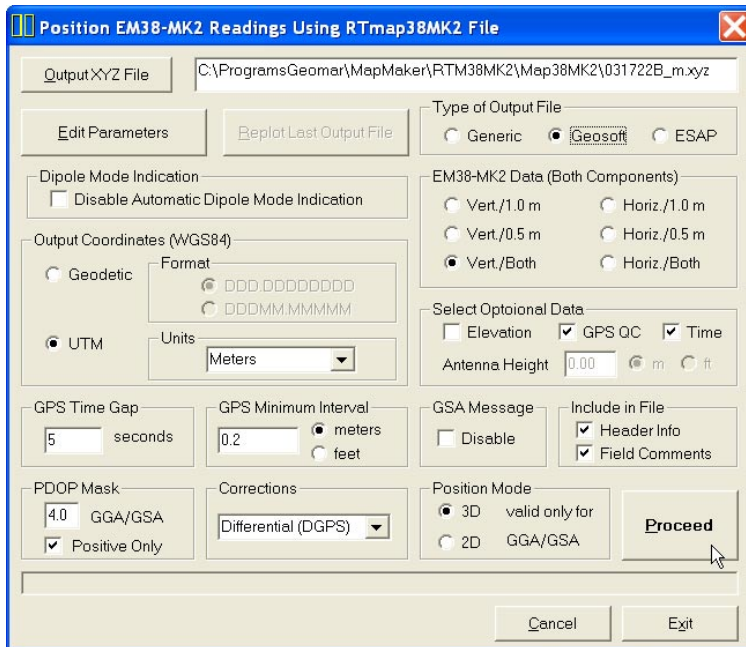 Position EM38-MK2 Readings Using RTmap38MK2 File
Output XYZ File
C:\ProgramsGeomar\MapMaker\RTM38MK2\Map38MK2\031722B_m.xyz
Edit Parameters
Replot Last Output File
Type of Output File
Generic
Geosoft
ESAP
Dipole Mode Indication
Disable Automatic Dipole Mode Indication
EM38-MK2 Data (Both Components)
Vert./1.0 m
Horiz./1.0 m
Vert./0.5 m
Horiz./0.5 m
Vert./Both
Horiz./Both
Output Coordinates (WGS84)
Geodetic
Format
DDD.DDDDDDDD
DDDMM.MMMMM
UTM
Units
Meters
Select Optoional Data
Elevation
GPS QC
Time
Antenna Height
0.00
m
ft
GPS Time Gap
5
seconds
GPS Minimum Interval
0.2
meters
feet
GSA Message
Disable
Include in File
Header Info
Field Comments
PDOP Mask
4.0
GGA/GSA
Positive Only
Corrections
Differential (DGPS)
Position Mode
3D
valid only for
2D
GGA/GSA
Proceed
Cancel
Exit